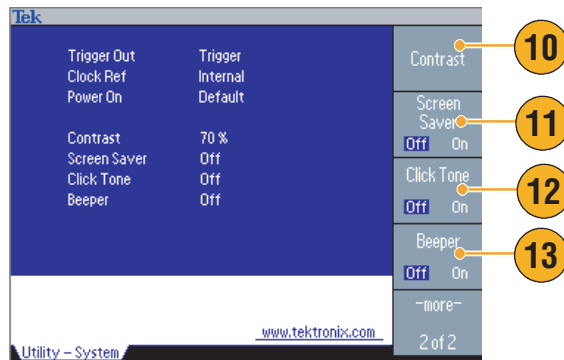 Tek
Trigger Out Trigger
Clock Ref Internal
Power On Default
Contrast 70 %
Screen Saver Off
Click Tone Off
Beeper Off
www.tektronix.com
Utility – System
Contrast
Screen
Saver
Off On
Click Tone
Off On
Beeper
Off On
-more-
2 of 2
10
11
12
13